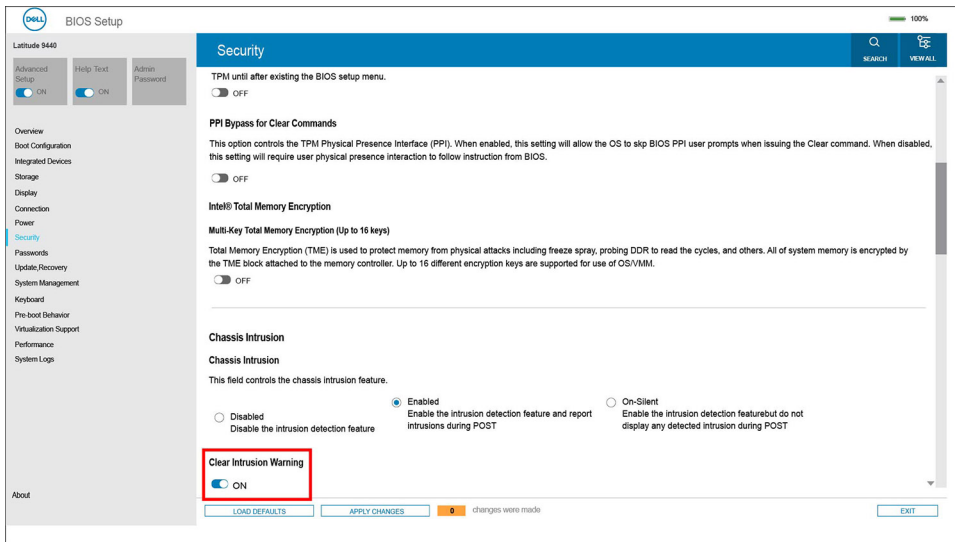 DELL
BIOS Setup
100%
Latitude 9440
Advanced Setup
ON
Help Text
ON
Admin Password
Overview
Boot Configuration
Integrated Devices
Storage
Display
Connection
Power
Security
Passwords
Update,Recovery
System Management
Keyboard
Pre-boot Behavior
Virtualization Support
Performance
System Logs
About
Security
SEARCH
VIEW ALL
TPM until after existing the BIOS setup menu.
OFF
PPI Bypass for Clear Commands
This option controls the TPM Physical Presence Interface (PPI). When enabled, this setting will allow the OS to skp BIOS PPI user prompts when issuing the Clear command. When disabled,
this setting will require user physical presence interaction to follow instruction from BIOS.
OFF
Intel® Total Memory Encryption
Multi-Key Total Memory Encryption (Up to 16 keys)
Total Memory Encryption (TME) is used to protect memory from physical attacks including freeze spray, probing DDR to read the cycles, and others. All of system memory is encrypted by
the TME block attached to the memory controller. Up to 16 different encryption keys are supported for use of OS/VMM.
OFF
Chassis Intrusion
Chassis Intrusion
This field controls the chassis intrusion feature.
Disabled
Disable the intrusion detection feature
Enabled
Enable the intrusion detection feature and report
intrusions during POST
On-Silent
Enable the intrusion detection featurebut do not
display any detected intrusion during POST
Clear Intrusion Warning
ON
LOAD DEFAULTS
APPLY CHANGES
0 changes were made
EXIT